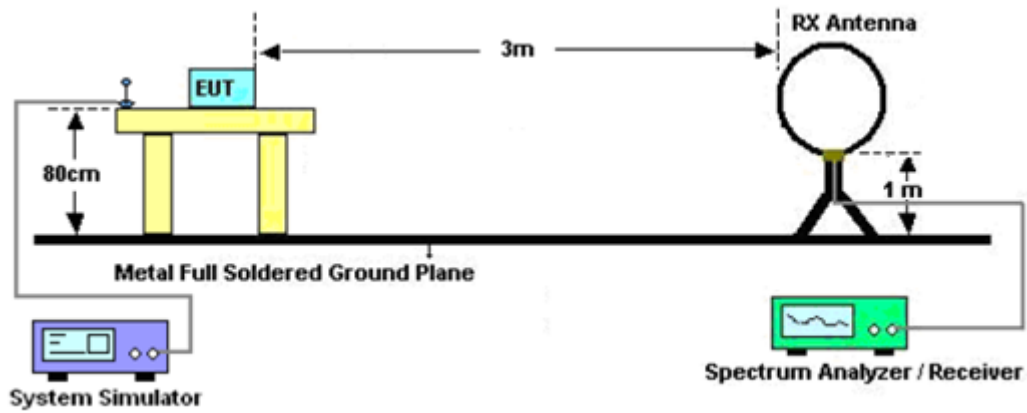 RX Antenna
3m
EUT
80cm
1 m
Metal Full Soldered Ground Plane
System Simulator
Spectrum Analyzer / Receiver